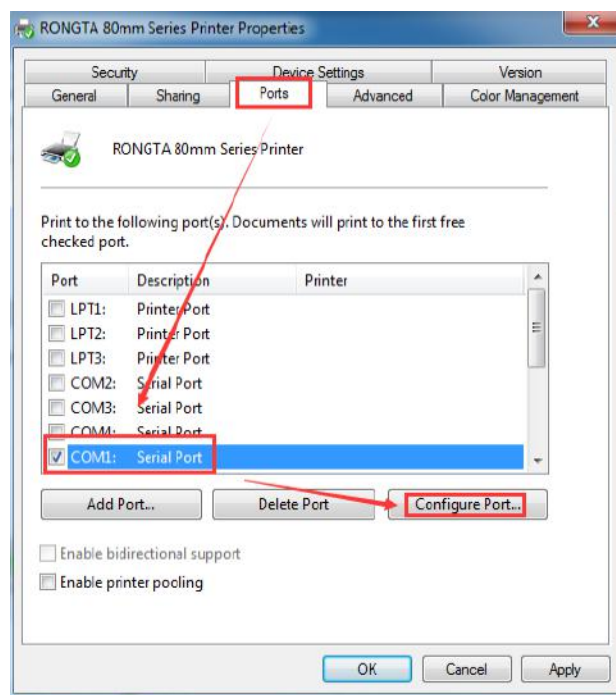 RONGTA 80mm Series Printer Properties
Security Device Settings Version
General Sharing Ports Advanced Color Management
RONGTA 80mm Series Printer
Print to the following port(s). Documents will print to the first free
checked port.
Port Description Printer
LPT1: Printer Port
LPT2: Printer Port
LPT3: Printer Port
COM2: Serial Port
COM3: Serial Port
COM4: Serial Port
COM1: Serial Port
Add Port... Delete Port Configure Port...
Enable bidirectional support
Enable printer pooling
OK Cancel Apply